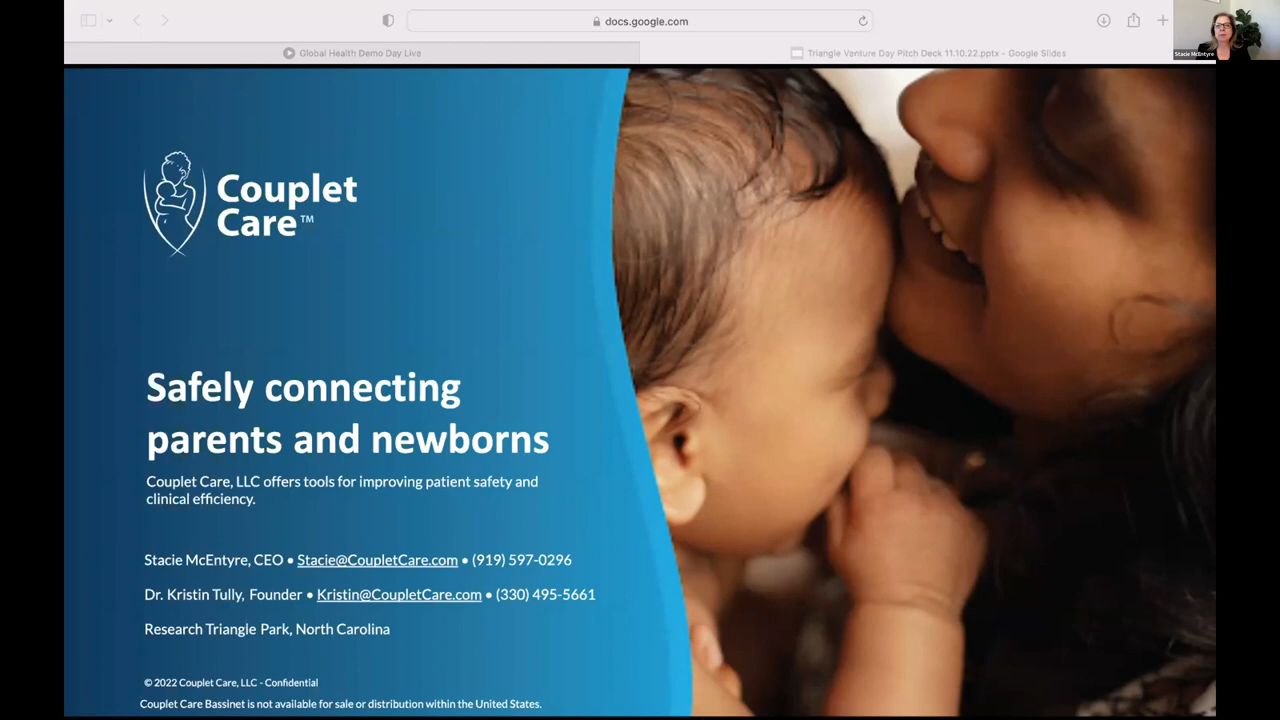 docs.google.com
Global Health Demo Day Live
Triangle Venture Day Pitch Deck 11.10.22.pptx - Google Slides
Stacie McEntyre
Couplet
Care™
Safely connecting
parents and newborns
Couplet Care, LLC offers tools for improving patient safety and
clinical efficiency.
Stacie McEntyre, CEO • Stacie@CoupletCare.com • (919) 597-0296
Dr. Kristin Tully, Founder • Kristin@CoupletCare.com • (330) 495-5661
Research Triangle Park, North Carolina
© 2022 Couplet Care, LLC - Confidential
Couplet Care Bassinet is not available for sale or distribution within the United States.